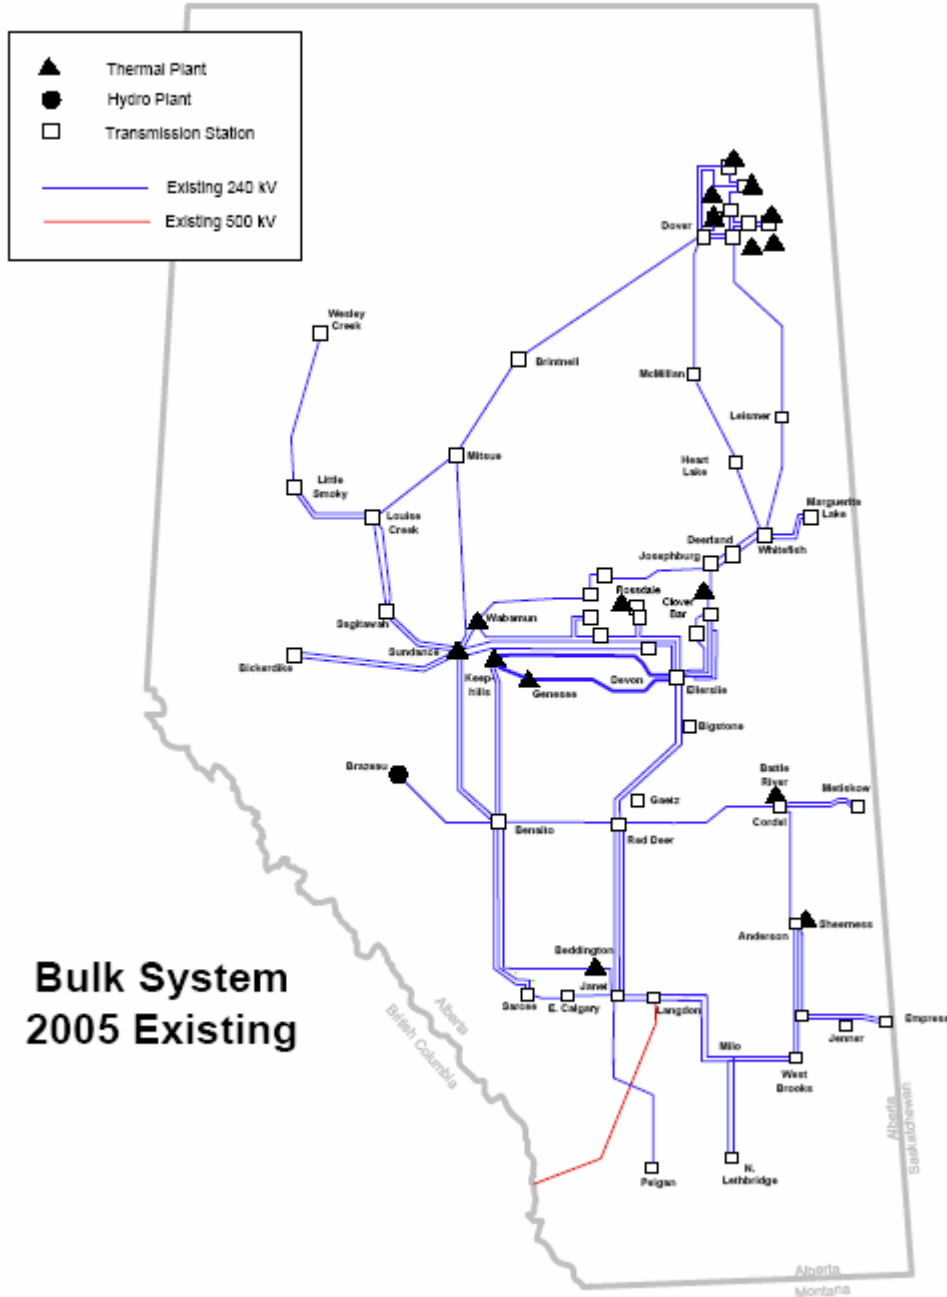 Thermal Plant
Hydro Plant
Transmission Station
Existing 240 kV
Existing 500 kV
Dover
Wesley
Creek
Brintnell
McMillan
Leismer
Mitsue
Heart
Lake
Little
Smoky
Louise
Creek
Marguerite
Lake
Deerland
Whitefish
Josephburg
Rossdale
Clover
Bar
Sagitawah
Wabamun
Sundance
Bickerdike
Keep-
hills
Genesee
Devon
Ellerslie
Bigstone
Brazeau
Battle
River
Metiskow
Gaetz
Cordel
Benalto
Red Deer
Anderson
Sheerness
Beddington
Janet
Sarcee
E. Calgary
Langdon
Empress
Jenner
Milo
West
Brooks
Peigan
N.
Lethbridge
Bulk System
2005 Existing
Alberta
British Columbia
Alberta
Saskatchewan
Alberta
Montana